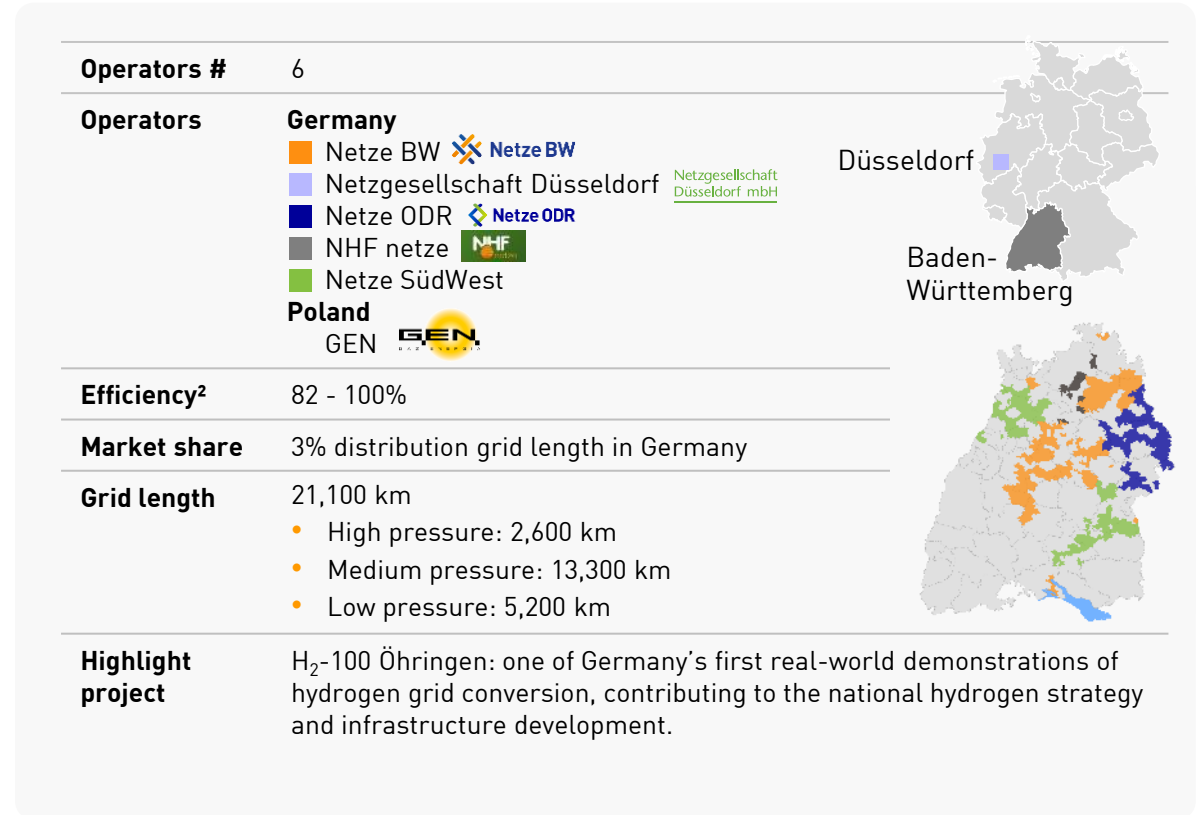 Operators # 6
Operators
Germany
Netze BW Netze BW
Netzgesellschaft Düsseldorf Netzgesellschaft
Düsseldorf mbH
Netze ODR Netze ODR
NHF netze NHF
Netze SüdWest
Poland
GEN G.E.N.
Efficiency² 82 - 100%
Market share 3% distribution grid length in Germany
Grid length 21,100 km
• High pressure: 2,600 km
• Medium pressure: 13,300 km
• Low pressure: 5,200 km
Highlight
project
H₂-100 Öhringen: one of Germany’s first real-world demonstrations of
hydrogen grid conversion, contributing to the national hydrogen strategy
and infrastructure development.
Düsseldorf
Baden-
Württemberg